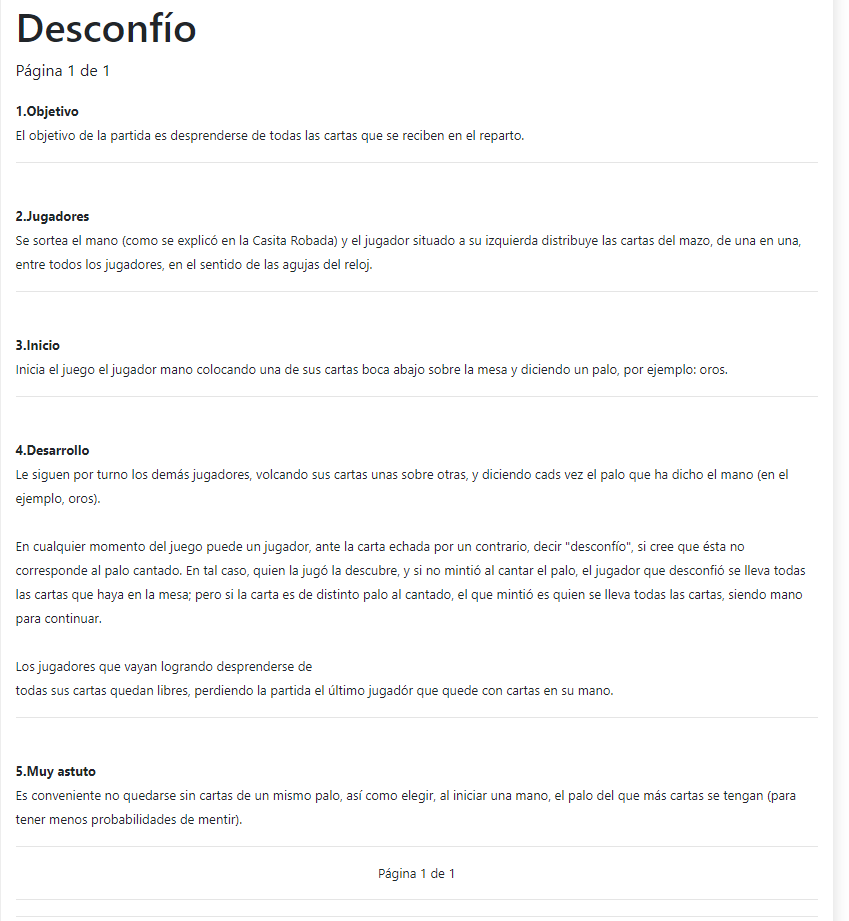 Desconfío
Página 1 de 1
1.Objetivo
El objetivo de la partida es desprenderse de todas las cartas que se reciben en el reparto.
2.Jugadores
Se sortea el mano (como se explicó en la Casita Robada) y el jugador situado a su izquierda distribuye las cartas del mazo, de una en una,
entre todos los jugadores, en el sentido de las agujas del reloj.
3.Inicio
Inicia el juego el jugador mano colocando una de sus cartas boca abajo sobre la mesa y diciendo un palo, por ejemplo: oros.
4.Desarrollo
Le siguen por turno los demás jugadores, volcando sus cartas unas sobre otras, y diciendo cads vez el palo que ha dicho el mano (en el
ejemplo, oros).
En cualquier momento del juego puede un jugador, ante la carta echada por un contrario, decir "desconfío", si cree que ésta no
corresponde al palo cantado. En tal caso, quien la jugó la descubre, y si no mintió al cantar el palo, el jugador que desconfió se lleva todas
las cartas que haya en la mesa; pero si la carta es de distinto palo al cantado, el que mintió es quien se lleva todas las cartas, siendo mano
para continuar.
Los jugadores que vayan logrando desprenderse de
todas sus cartas quedan libres, perdiendo la partida el último jugadór que quede con cartas en su mano.
5.Muy astuto
Es conveniente no quedarse sin cartas de un mismo palo, así como elegir, al iniciar una mano, el palo del que más cartas se tengan (para
tener menos probabilidades de mentir).
Página 1 de 1